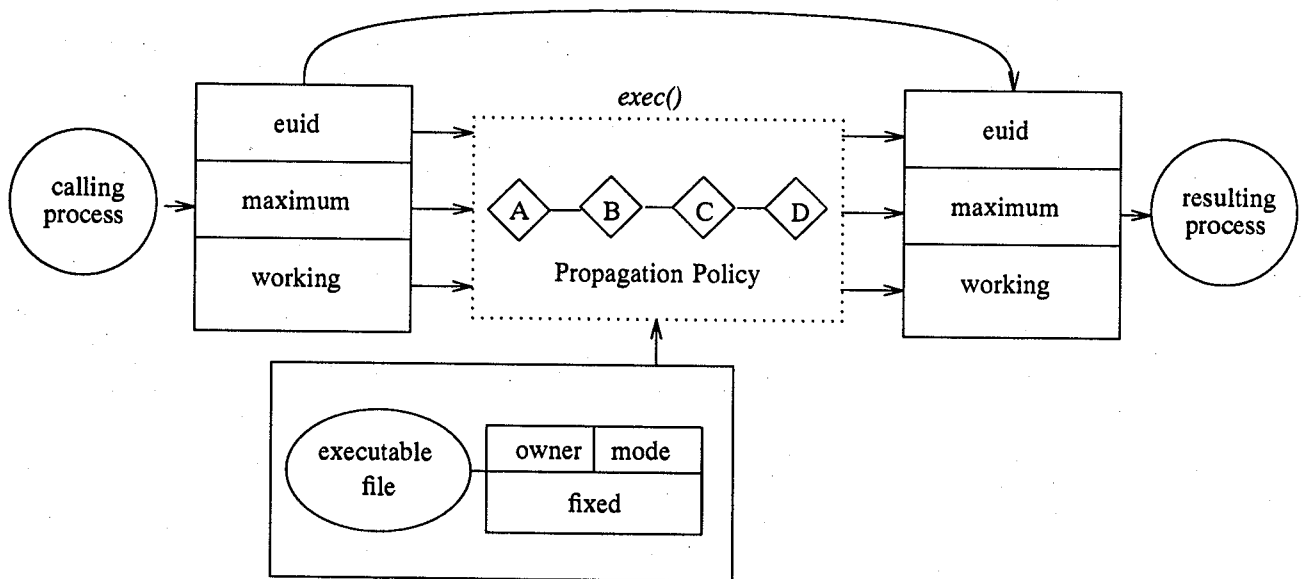 exec()
calling
process
euid
maximum
working
A B C D
Propagation Policy
euid
maximum
working
resulting
process
executable
file
owner mode
fixed